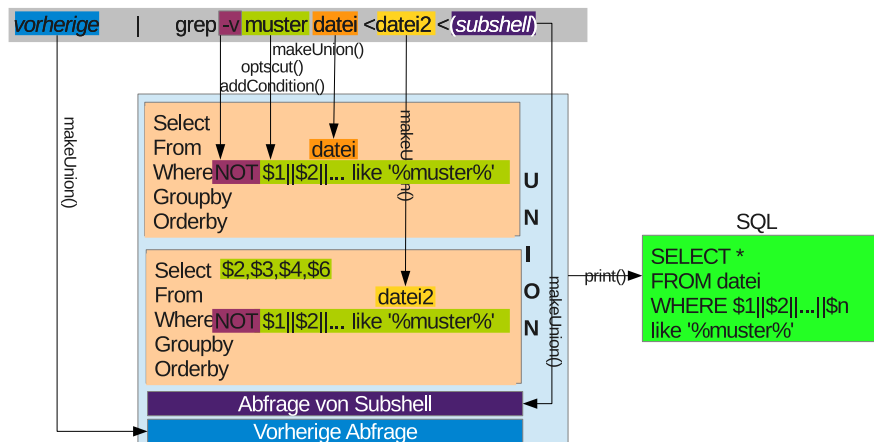 vorherige | grep -v muster datei <datei2 <(subshell)
makeUnion()
optscut()
addCondition()
makeUnion()
makeUnion()
makeUnion()
Select
From datei
Where NOT $1||$2||... like '%muster%'
Groupby
Orderby
UNION
Select $2,$3,$4,$6
From datei2
Where NOT $1||$2||... like '%muster%'
Groupby
Orderby
Abfrage von Subshell
Vorherige Abfrage
print()
SQL
SELECT *
FROM datei
WHERE $1||$2||...||$n
like '%muster%'